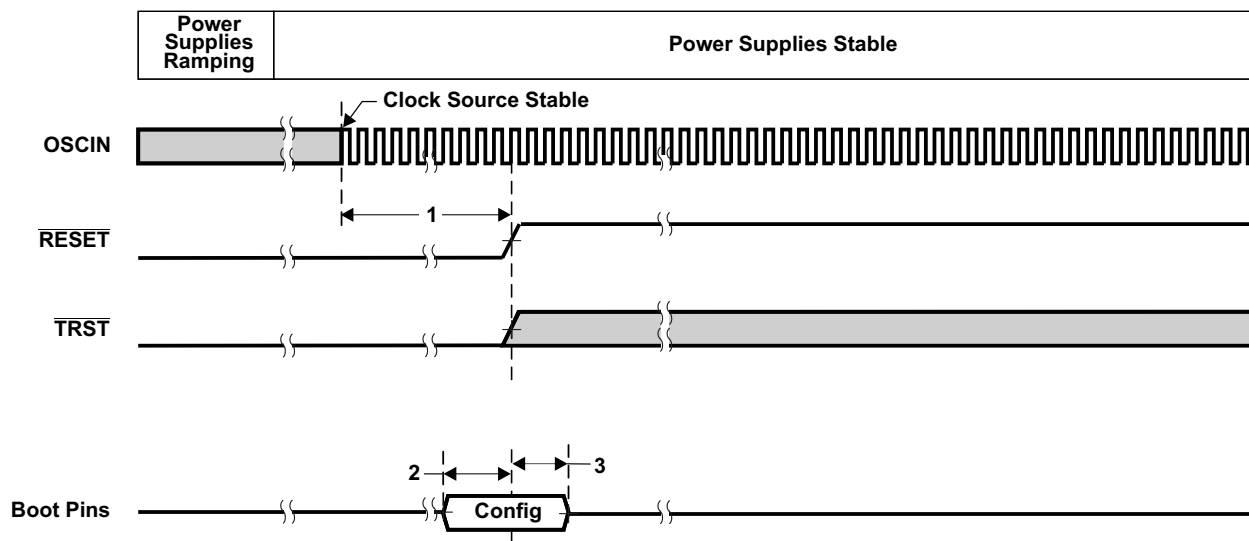 Power
Supplies
Ramping
Power Supplies Stable
Clock Source Stable
OSCIN
1
RESET
TRST
2
3
Boot Pins
Config